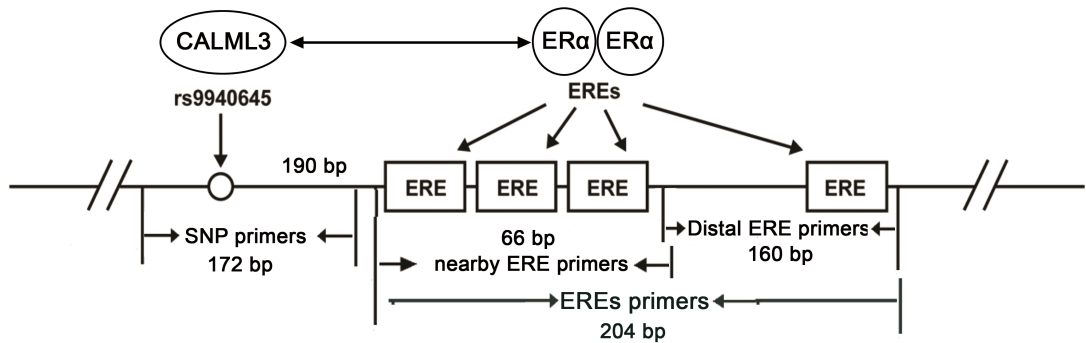 CALML3
ERα ERα
EREs
rs9940645
190 bp
ERE ERE ERE ERE
SNP primers
172 bp
66 bp
nearby ERE primers
Distal ERE primers
160 bp
EREs primers
204 bp